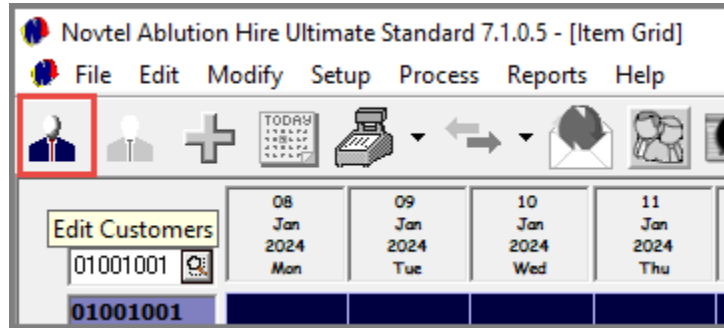 Novtel Ablution Hire Ultimate Standard 7.1.0.5 - [Item Grid]
File Edit Modify Setup Process Reports Help
TODAY
Edit Customers
01001001
08 Jan 2024 Mon
09 Jan 2024 Tue
10 Jan 2024 Wed
11 Jan 2024 Thu
01001001